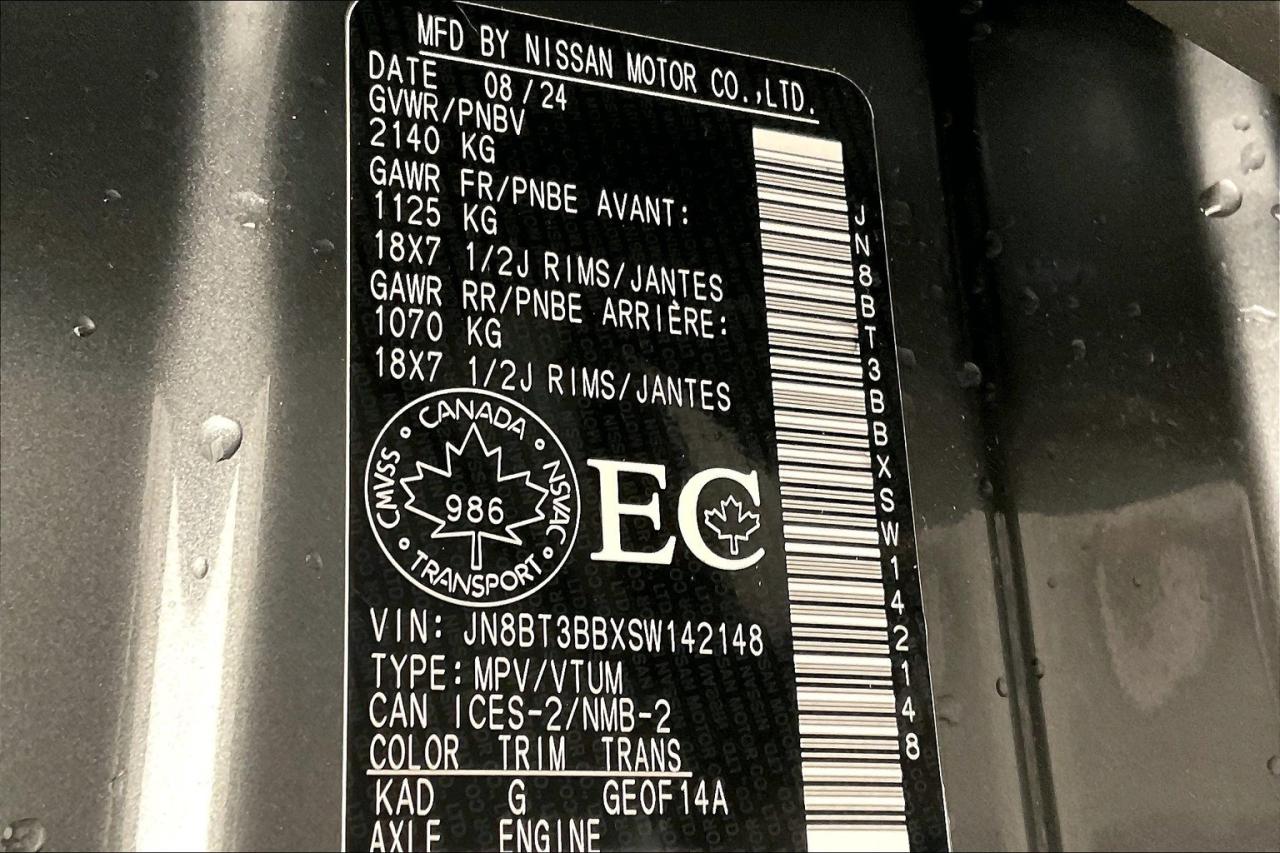 MFD BY NISSAN MOTOR CO.,LTD.
DATE 08/24
GVWR/PNBV
2140 KG
GAWR FR/PNBE AVANT:
1125 KG
18X7 1/2J RIMS/JANTES
GAWR RR/PNBE ARRIÈRE:
1070 KG
18X7 1/2J RIMS/JANTES
CANADA
CMVSS NSVAC
986
TRANSPORT
EC
VIN: JN8BT3BBXSW142148
TYPE: MPV/VTUM
CAN ICES-2/NMB-2
COLOR TRIM TRANS
KAD G GE0F14A
AXLE ENGINE
JN8BT3BBXSW142148